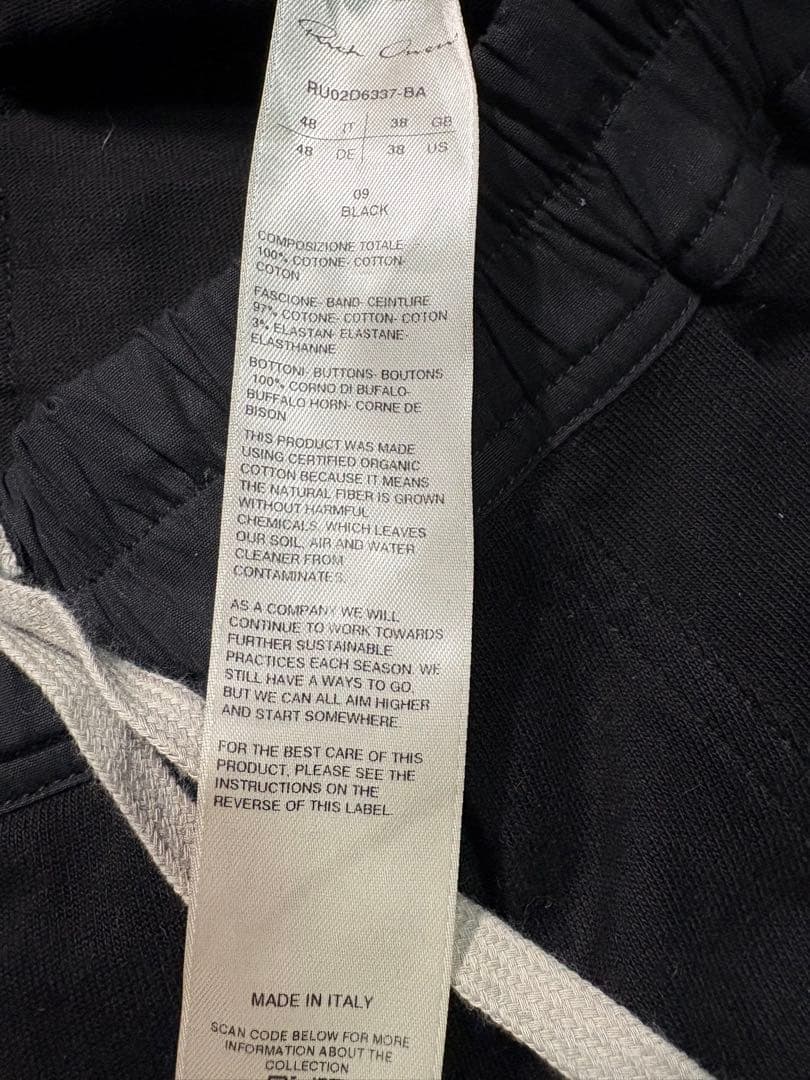 Rick Owens
RU02D6337-BA
48 IT 38 GB
48 DE 38 US
09
BLACK
COMPOSIZIONE TOTALE
100% COTONE- COTTON-
COTON
FASCIONE- BAND- CEINTURE
97% COTONE- COTTON- COTON
3% ELASTAN- ELASTANE-
ELASTHANNE
BOTTONI- BUTTONS- BOUTONS
100% CORNO DI BUFALO-
BUFFALO HORN- CORNE DE
BISON
THIS PRODUCT WAS MADE
USING CERTIFIED ORGANIC
COTTON BECAUSE IT MEANS
THE NATURAL FIBER IS GROWN
WITHOUT HARMFUL
CHEMICALS, WHICH LEAVES
OUR SOIL, AIR AND WATER
CLEANER FROM
CONTAMINATES.
AS A COMPANY WE WILL
CONTINUE TO WORK TOWARDS
FURTHER SUSTAINABLE
PRACTICES EACH SEASON. WE
STILL HAVE A WAYS TO GO,
BUT WE CAN ALL AIM HIGHER
AND START SOMEWHERE.
FOR THE BEST CARE OF THIS
PRODUCT, PLEASE SEE THE
INSTRUCTIONS ON THE
REVERSE OF THIS LABEL.
MADE IN ITALY
SCAN CODE BELOW FOR MORE
INFORMATION ABOUT THE
COLLECTION